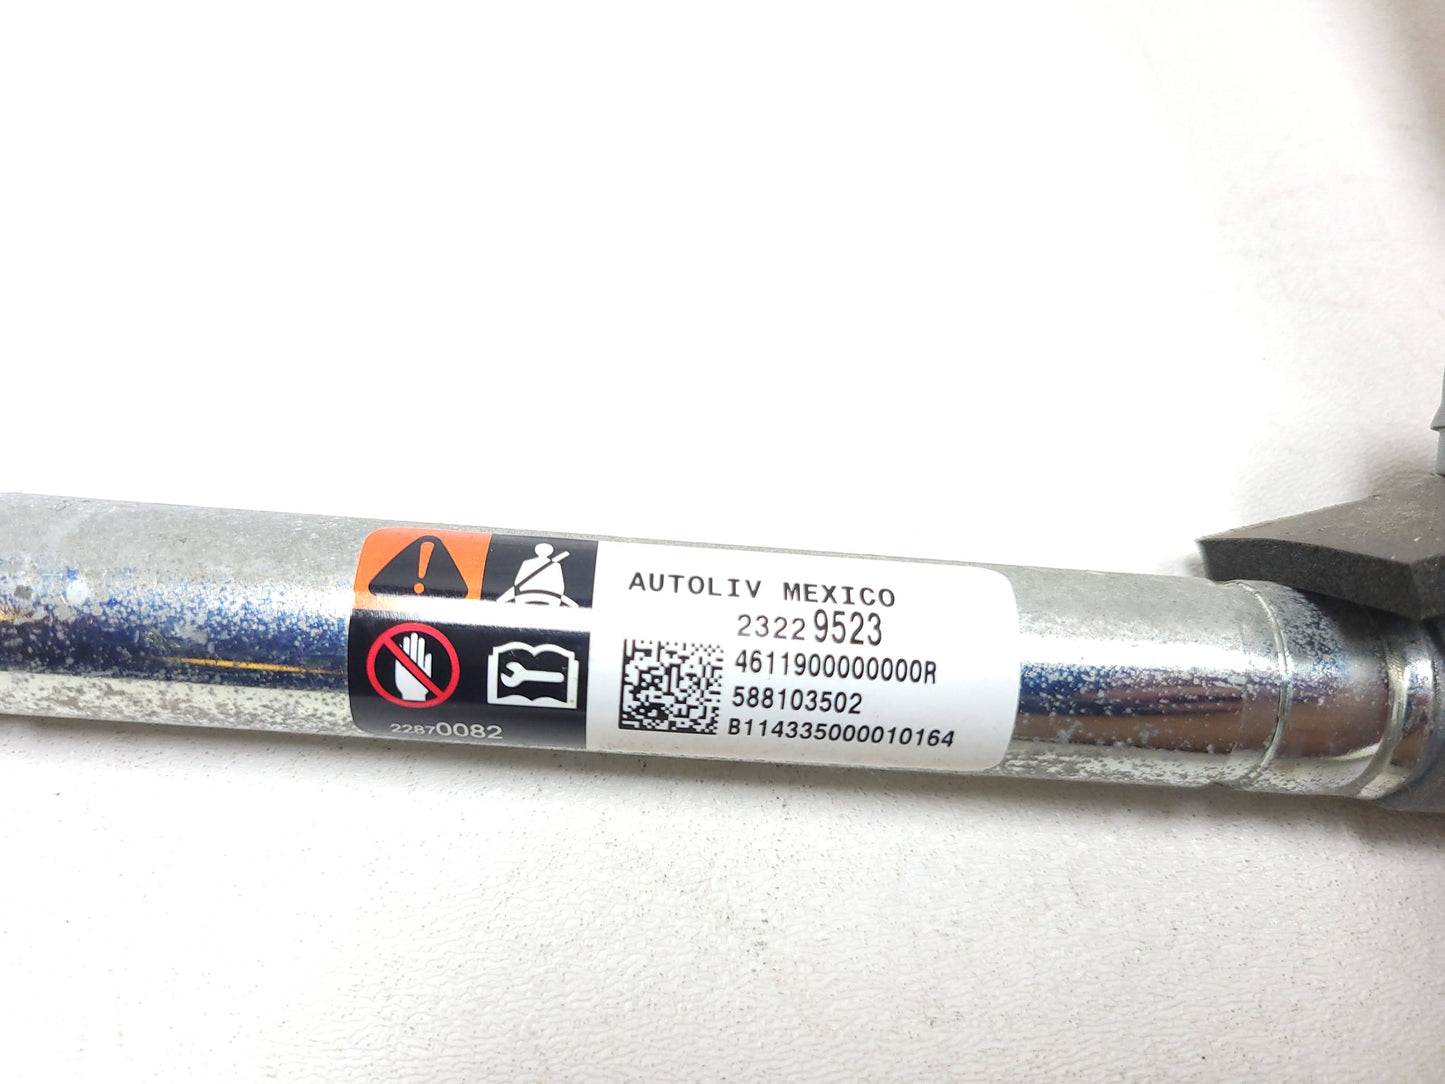 AUTOLIV MEXICO
23229523
4611900000000R
588103502
B114335000010164
22870082